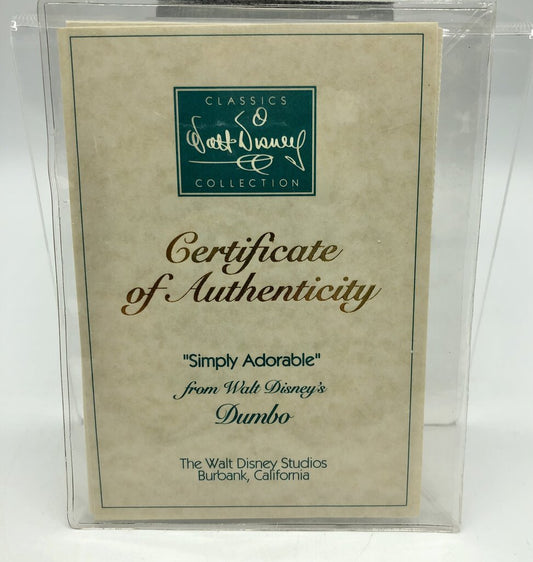 CLASSICS
Walt Disney
COLLECTION
Certificate
of Authenticity
"Simply Adorable"
from Walt Disney's
Dumbo
The Walt Disney Studios
Burbank, California